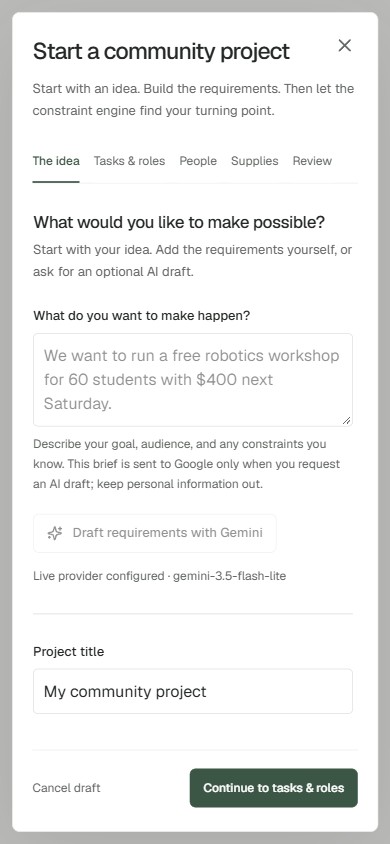 Start a community project
Start with an idea. Build the requirements. Then let the
constraint engine find your turning point.
The idea
Tasks & roles
People
Supplies
Review
What would you like to make possible?
Start with your idea. Add the requirements yourself, or
ask for an optional AI draft.
What do you want to make happen?
We want to run a free robotics workshop
for 60 students with $400 next
Saturday.
Describe your goal, audience, and any constraints you
know. This brief is sent to Google only when you request
an AI draft; keep personal information out.
Draft requirements with Gemini
Live provider configured · gemini-3.5-flash-lite
Project title
My community project
Cancel draft
Continue to tasks & roles